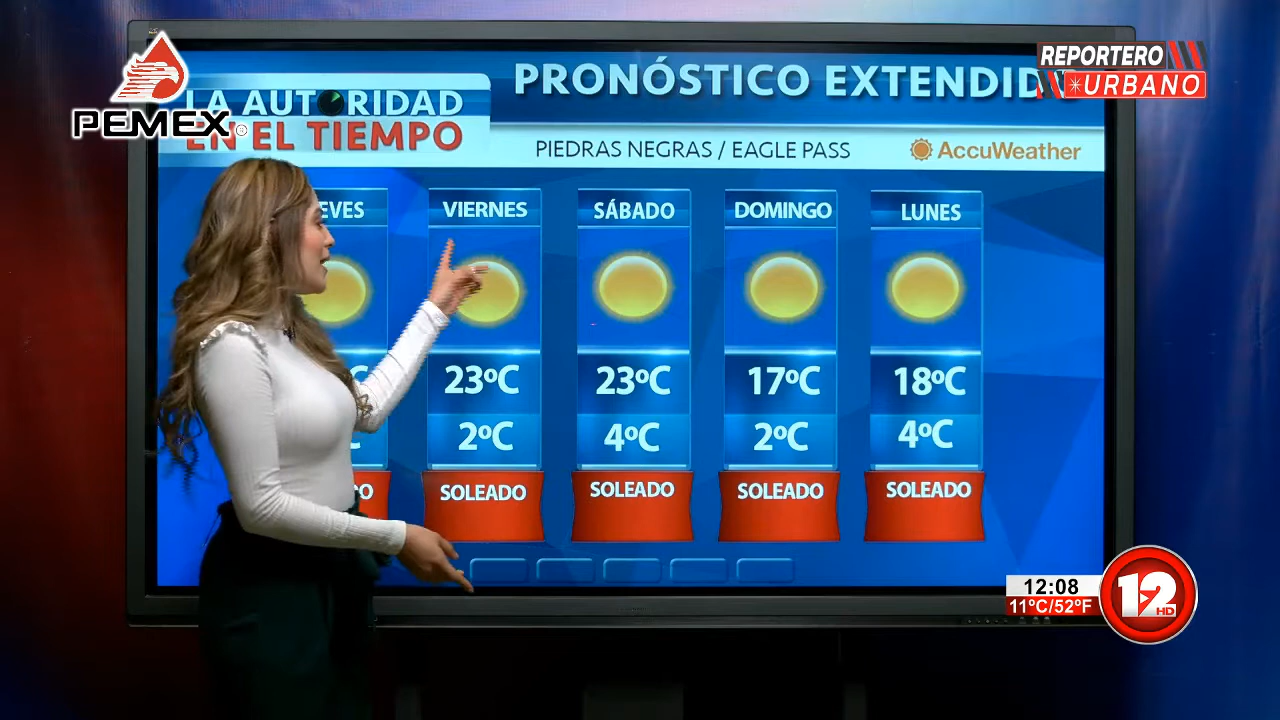 REPORTERO
URBANO
PEMEX
LA AUTORIDAD
EN EL TIEMPO
PRONÓSTICO EXTENDID
PIEDRAS NEGRAS / EAGLE PASS
AccuWeather
EVES
VIERNES
SÁBADO
DOMINGO
LUNES
C
23ºC
23ºC
17ºC
18ºC
C
2ºC
4ºC
2ºC
4ºC
O
SOLEADO
SOLEADO
SOLEADO
SOLEADO
12:08
11ºC/52ºF
12
HD